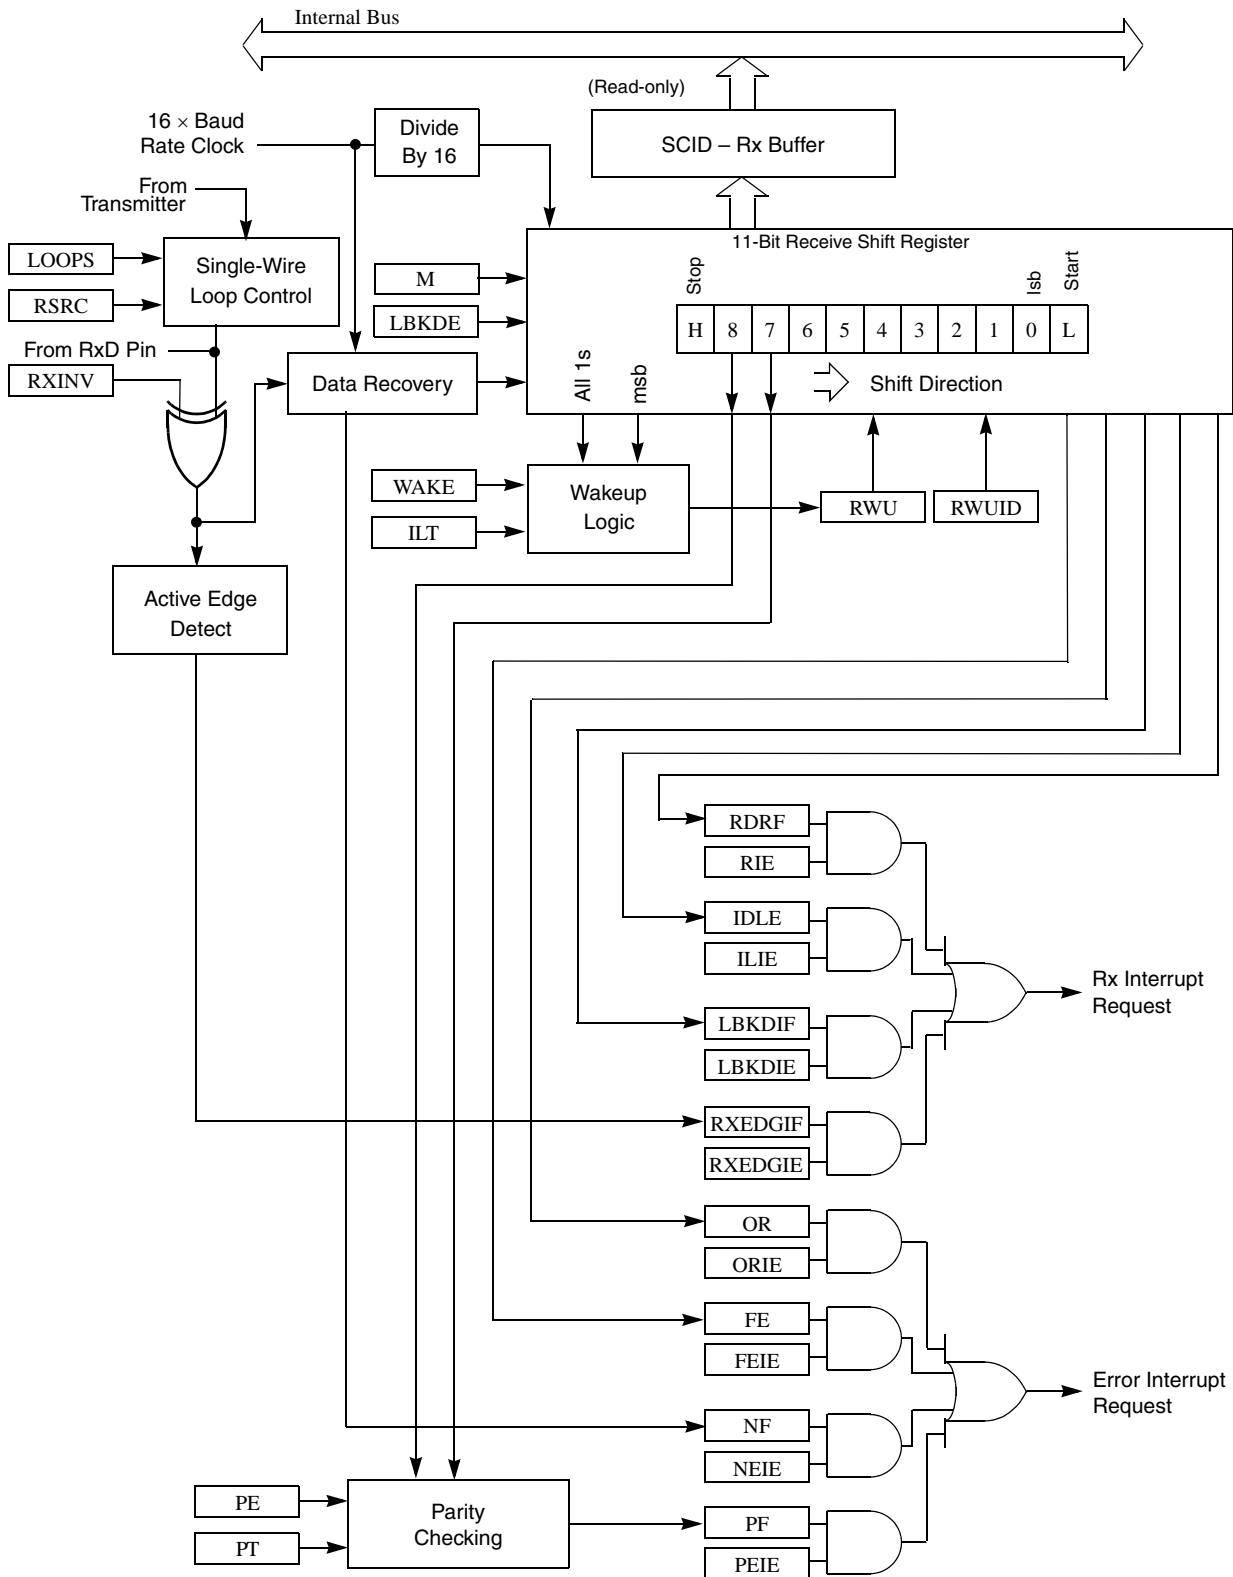 Internal Bus
(Read-only)
16 × Baud
Rate Clock
Divide
By 16
SCID – Rx Buffer
From
Transmitter
11-Bit Receive Shift Register
LOOPS
RSRC
Single-Wire
Loop Control
M
LBKDE
Stop
lsb
Start
H 8 7 6 5 4 3 2 1 0 L
From RxD Pin
RXINV
Data Recovery
All 1s
msb
Shift Direction
WAKE
ILT
Wakeup
Logic
RWU
RWUID
Active Edge
Detect
RDRF
RIE
IDLE
ILIE
Rx Interrupt
Request
LBKDIF
LBKDIE
RXEDGIF
RXEDGIE
OR
ORIE
FE
FEIE
Error Interrupt
Request
NF
NEIE
PE
PT
Parity
Checking
PF
PEIE